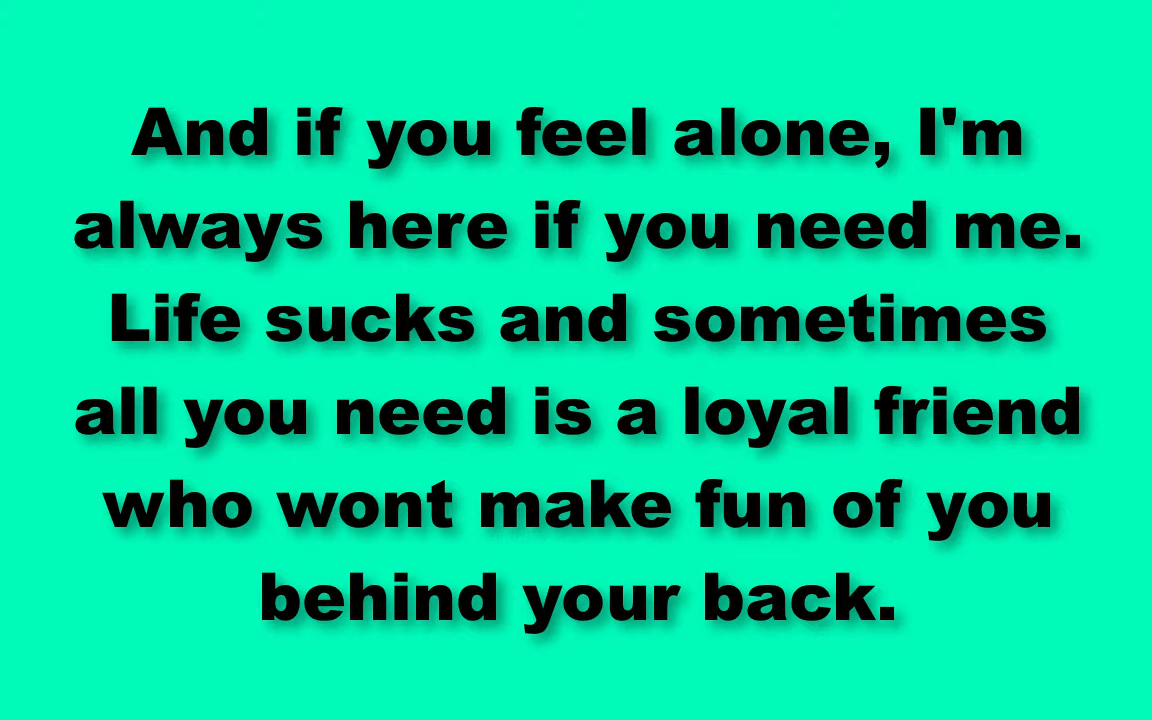 And if you feel alone, I'm
always here if you need me.
Life sucks and sometimes
all you need is a loyal friend
who wont make fun of you
behind your back.